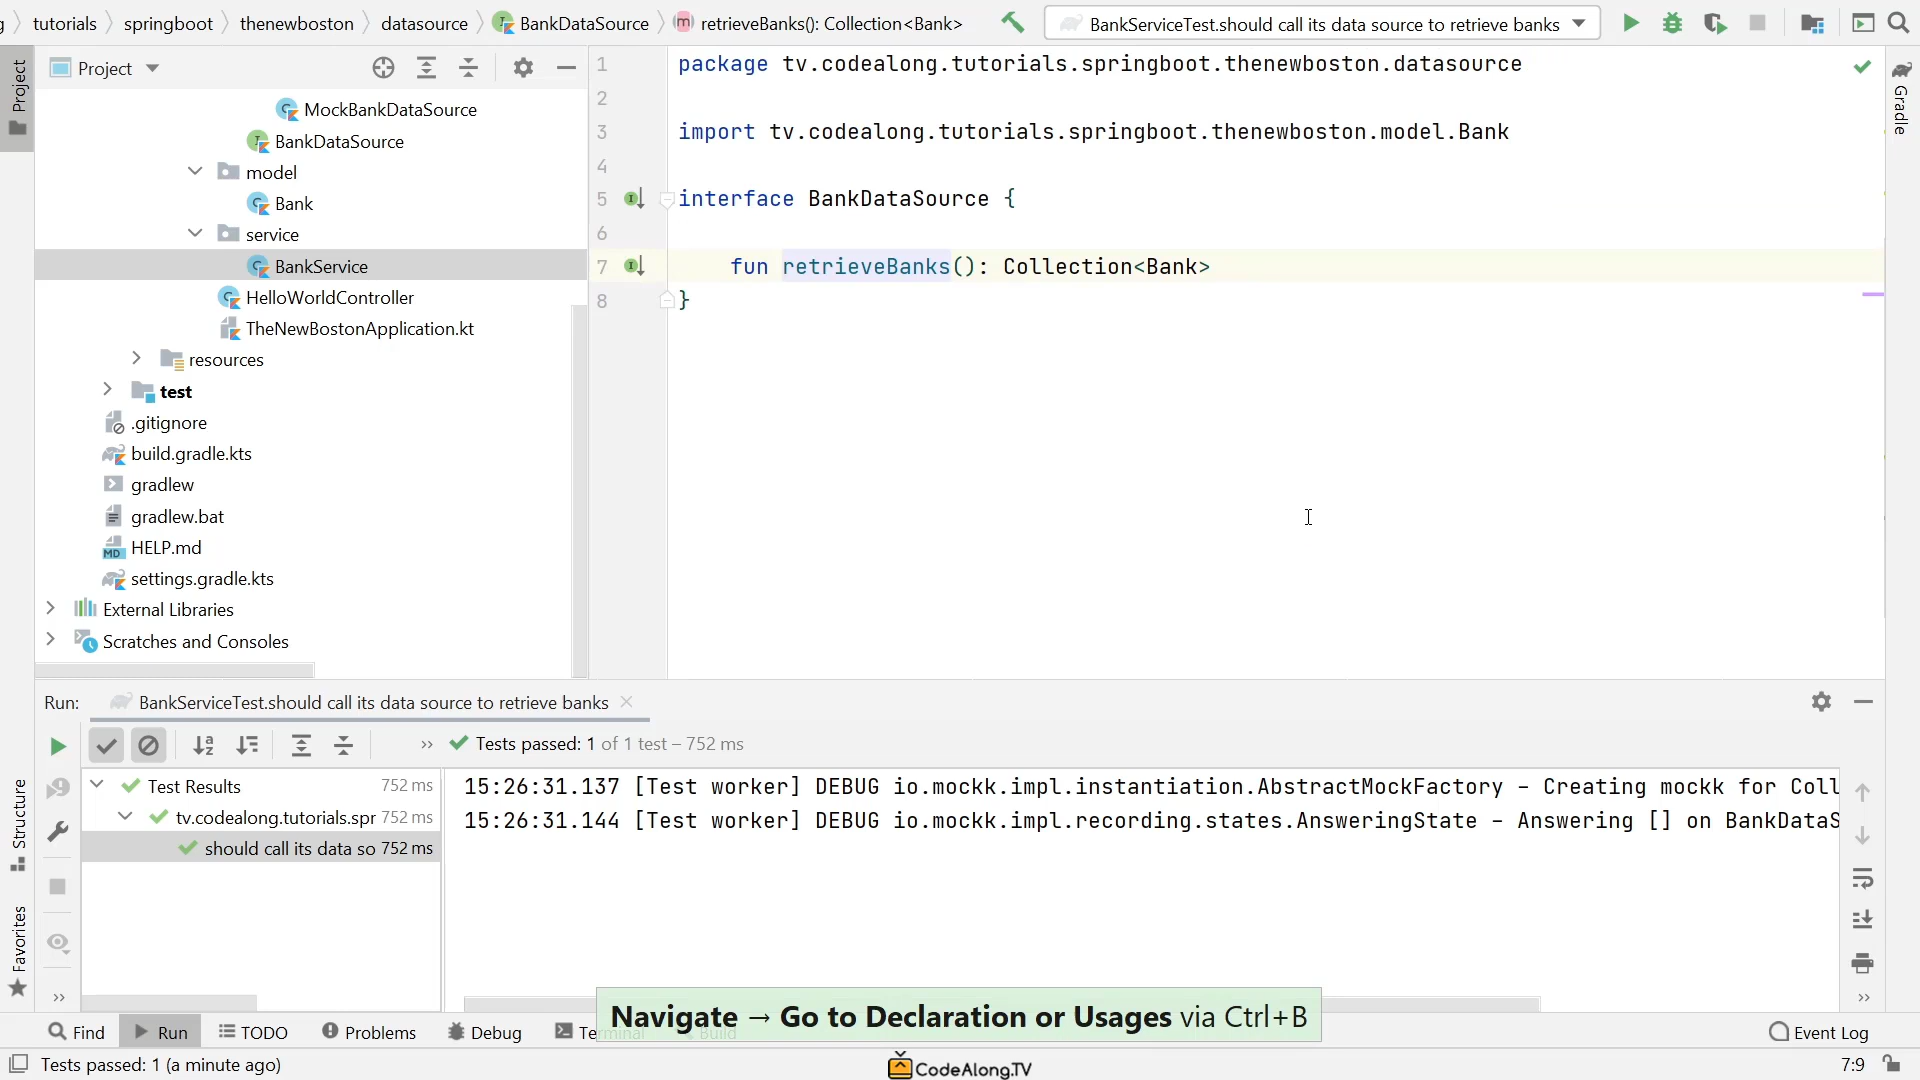 tutorials springboot thenewboston datasource BankDataSource retrieveBanks(): Collection<Bank> BankServiceTest.should call its data source to retrieve banks
Project
Project
MockBankDataSource
BankDataSource
model
Bank
service
BankService
HelloWorldController
TheNewBostonApplication.kt
resources
test
.gitignore
build.gradle.kts
gradlew
gradlew.bat
HELP.md
settings.gradle.kts
External Libraries
Scratches and Consoles
1 package tv.codealong.tutorials.springboot.thenewboston.datasource
2
3 import tv.codealong.tutorials.springboot.thenewboston.model.Bank
4
5 interface BankDataSource {
6
7 fun retrieveBanks(): Collection<Bank>
8 }
Gradle
Run: BankServiceTest.should call its data source to retrieve banks
Tests passed: 1 of 1 test – 752 ms
Test Results 752 ms
tv.codealong.tutorials.spr 752 ms
should call its data so 752 ms
15:26:31.137 [Test worker] DEBUG io.mockk.impl.instantiation.AbstractMockFactory - Creating mockk for Coll
15:26:31.144 [Test worker] DEBUG io.mockk.impl.recording.states.AnsweringState - Answering [] on BankDataS
Structure
Favorites
Navigate → Go to Declaration or Usages via Ctrl+B
Find Run TODO Problems Debug Terminal Build Event Log
Tests passed: 1 (a minute ago)
CodeAlong.TV
7:9